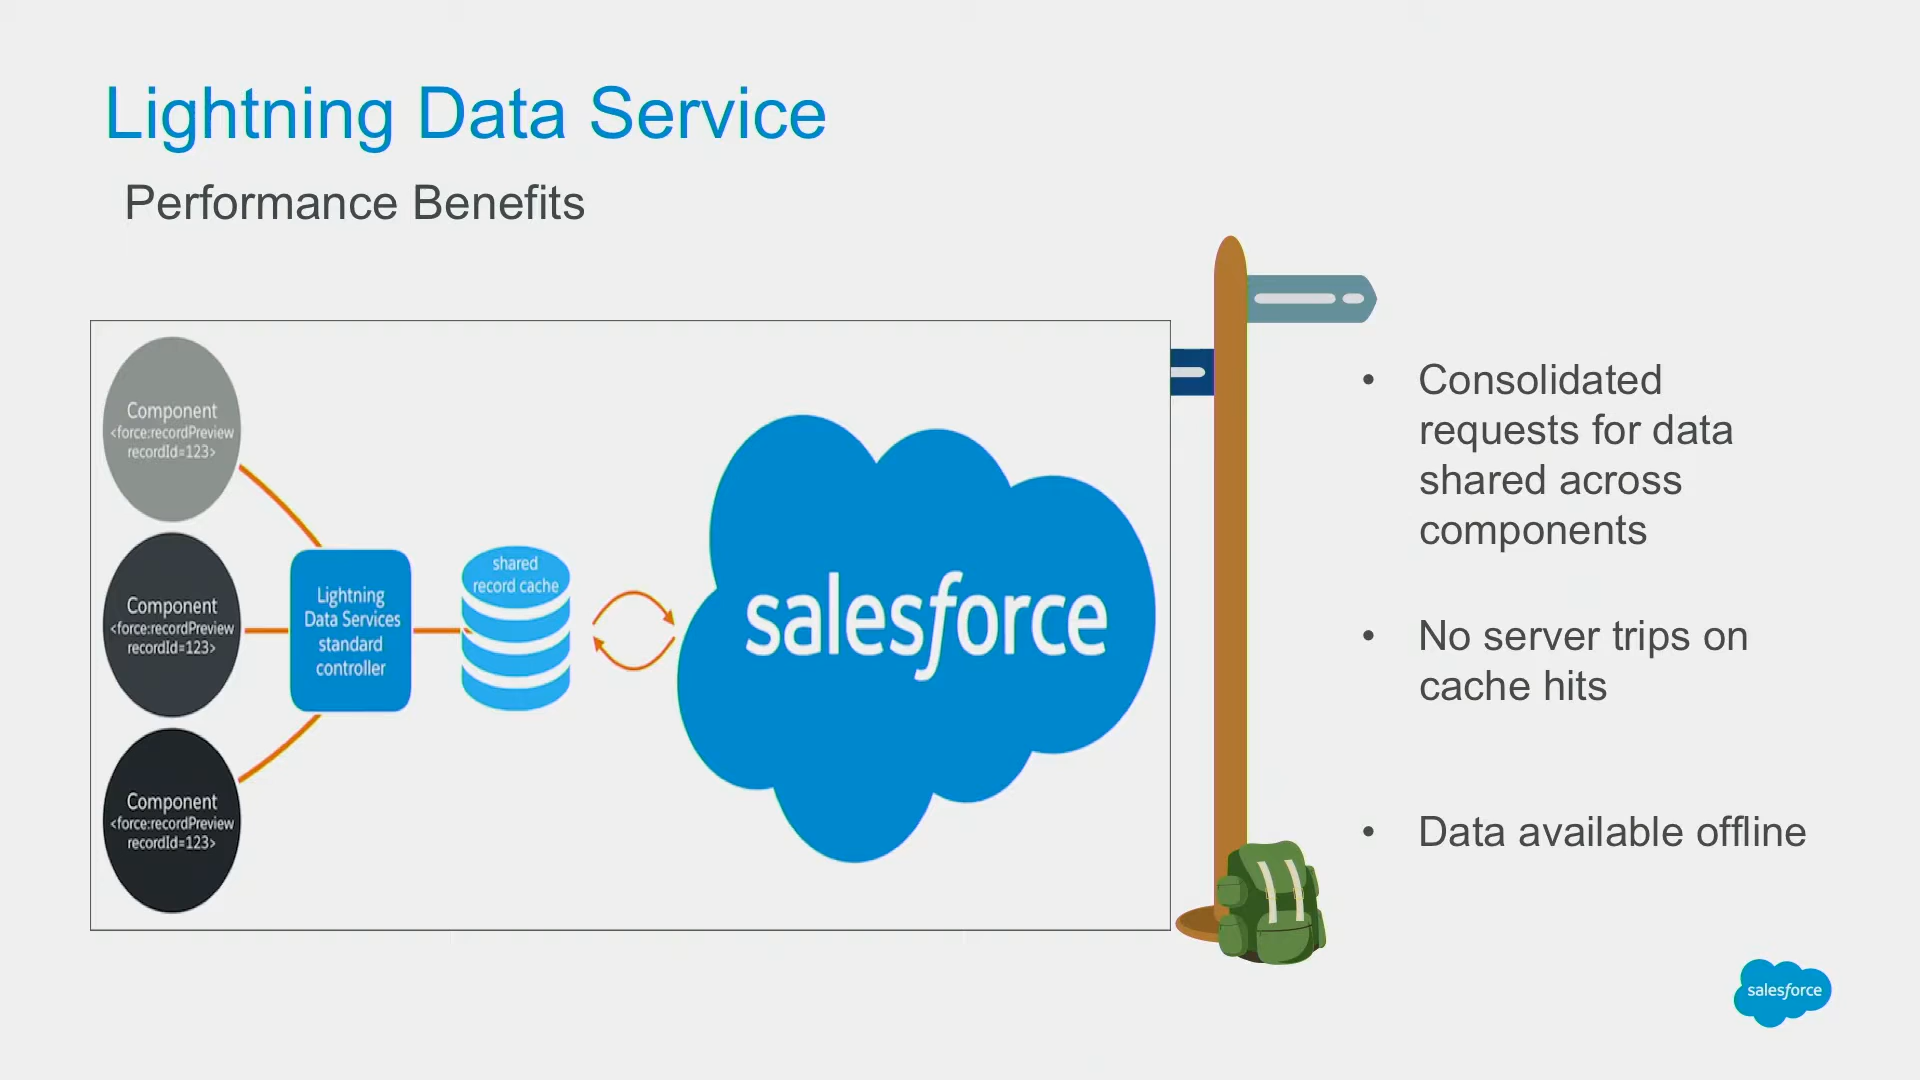 Lightning Data Service
Performance Benefits
Component
<force:recordPreview
recordId=123>
Component
<force:recordPreview
recordId=123>
Component
<force:recordPreview
recordId=123>
Lightning
Data Services
standard
controller
shared
record cache
salesforce
• Consolidated
requests for data
shared across
components
• No server trips on
cache hits
• Data available offline
salesforce